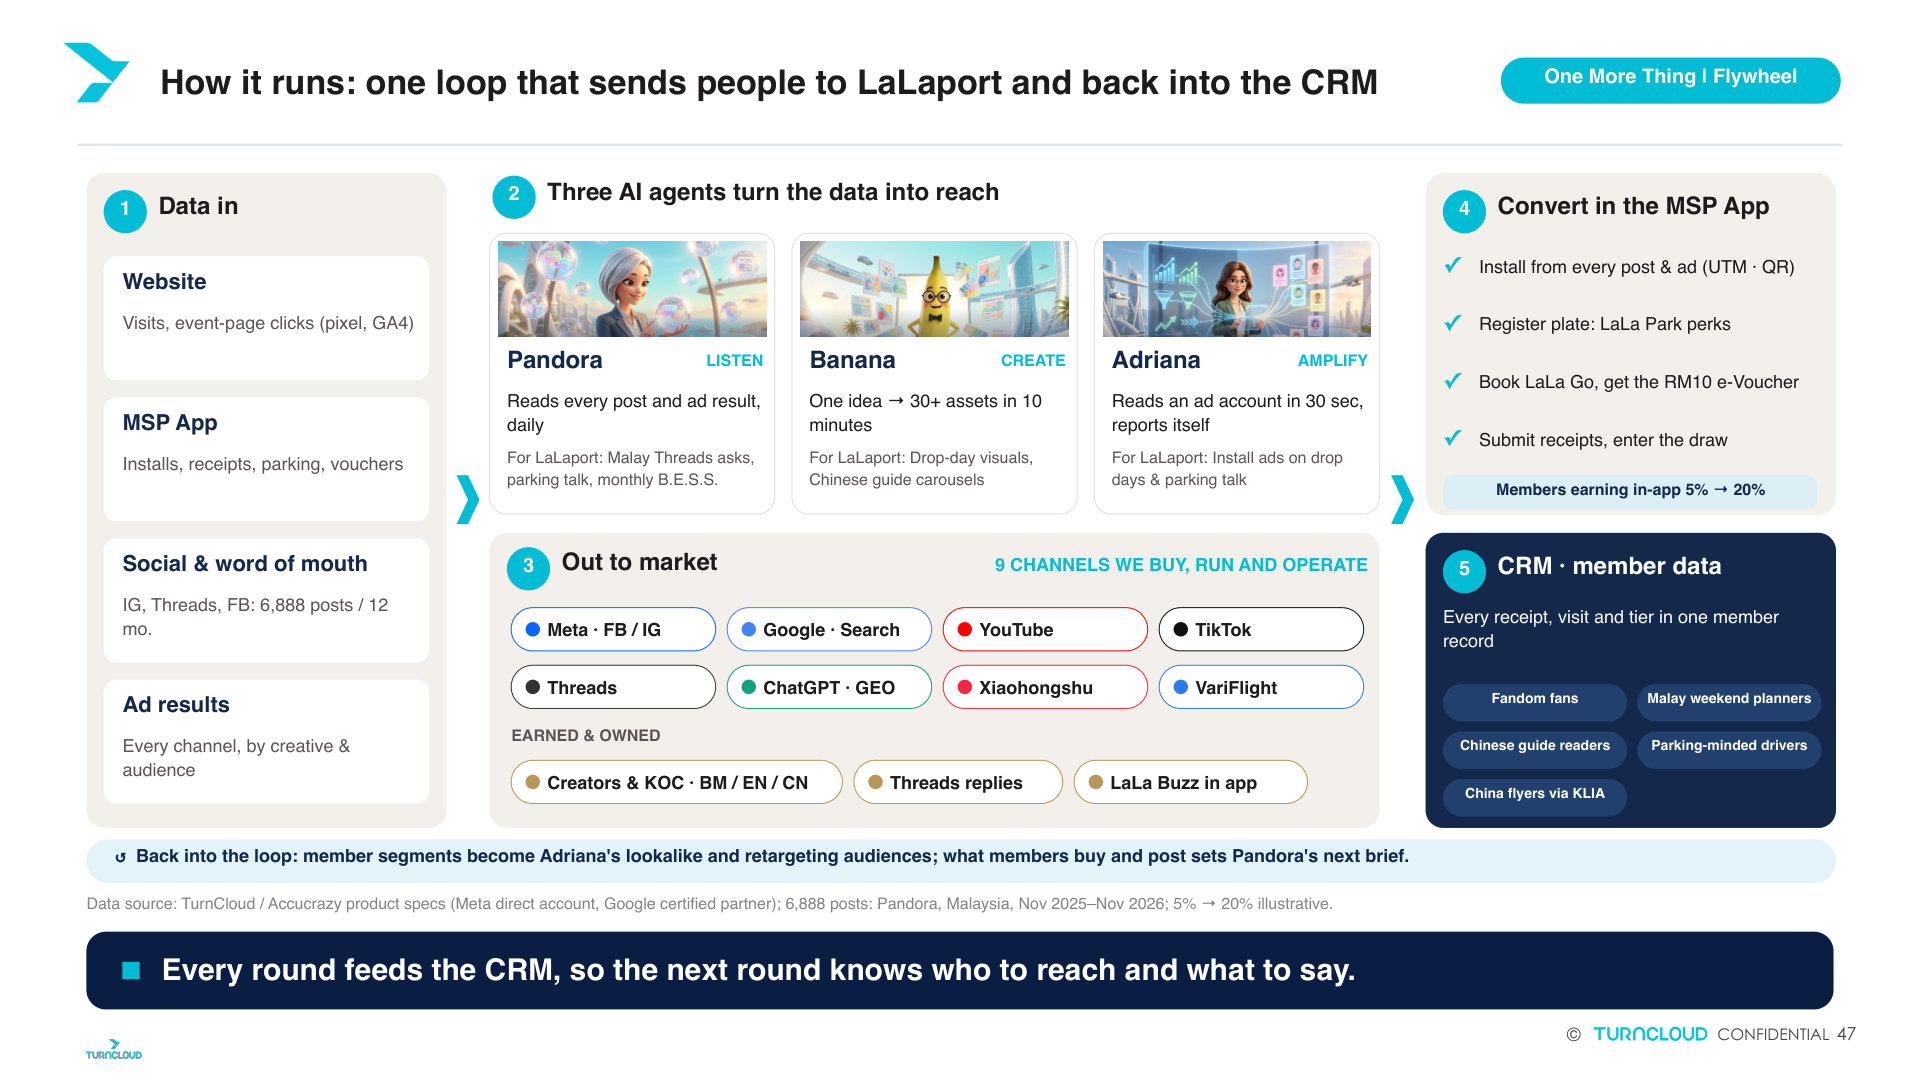 How it runs: one loop that sends people to LaLaport and back into the CRM
One More Thing | Flywheel
1
Data in
Website
Visits, event-page clicks (pixel, GA4)
MSP App
Installs, receipts, parking, vouchers
Social & word of mouth
IG, Threads, FB: 6,888 posts / 12
mo.
Ad results
Every channel, by creative &
audience
2
Three AI agents turn the data into reach
Pandora
LISTEN
Reads every post and ad result,
daily
For LaLaport: Malay Threads asks,
parking talk, monthly B.E.S.S.
Banana
CREATE
One idea → 30+ assets in 10
minutes
For LaLaport: Drop-day visuals,
Chinese guide carousels
Adriana
AMPLIFY
Reads an ad account in 30 sec,
reports itself
For LaLaport: Install ads on drop
days & parking talk
3
Out to market
9 CHANNELS WE BUY, RUN AND OPERATE
Meta · FB / IG
Google · Search
YouTube
TikTok
Threads
ChatGPT · GEO
Xiaohongshu
VariFlight
EARNED & OWNED
Creators & KOC · BM / EN / CN
Threads replies
LaLa Buzz in app
4
Convert in the MSP App
✓ Install from every post & ad (UTM · QR)
✓ Register plate: LaLa Park perks
✓ Book LaLa Go, get the RM10 e-Voucher
✓ Submit receipts, enter the draw
Members earning in-app 5% → 20%
5
CRM · member data
Every receipt, visit and tier in one member
record
Fandom fans
Malay weekend planners
Chinese guide readers
Parking-minded drivers
China flyers via KLIA
↺ Back into the loop: member segments become Adriana's lookalike and retargeting audiences; what members buy and post sets Pandora's next brief.
Data source: TurnCloud / Accucrazy product specs (Meta direct account, Google certified partner); 6,888 posts: Pandora, Malaysia, Nov 2025–Nov 2026; 5% → 20% illustrative.
Every round feeds the CRM, so the next round knows who to reach and what to say.
TURNCLOUD
© TURNCLOUD CONFIDENTIAL 47